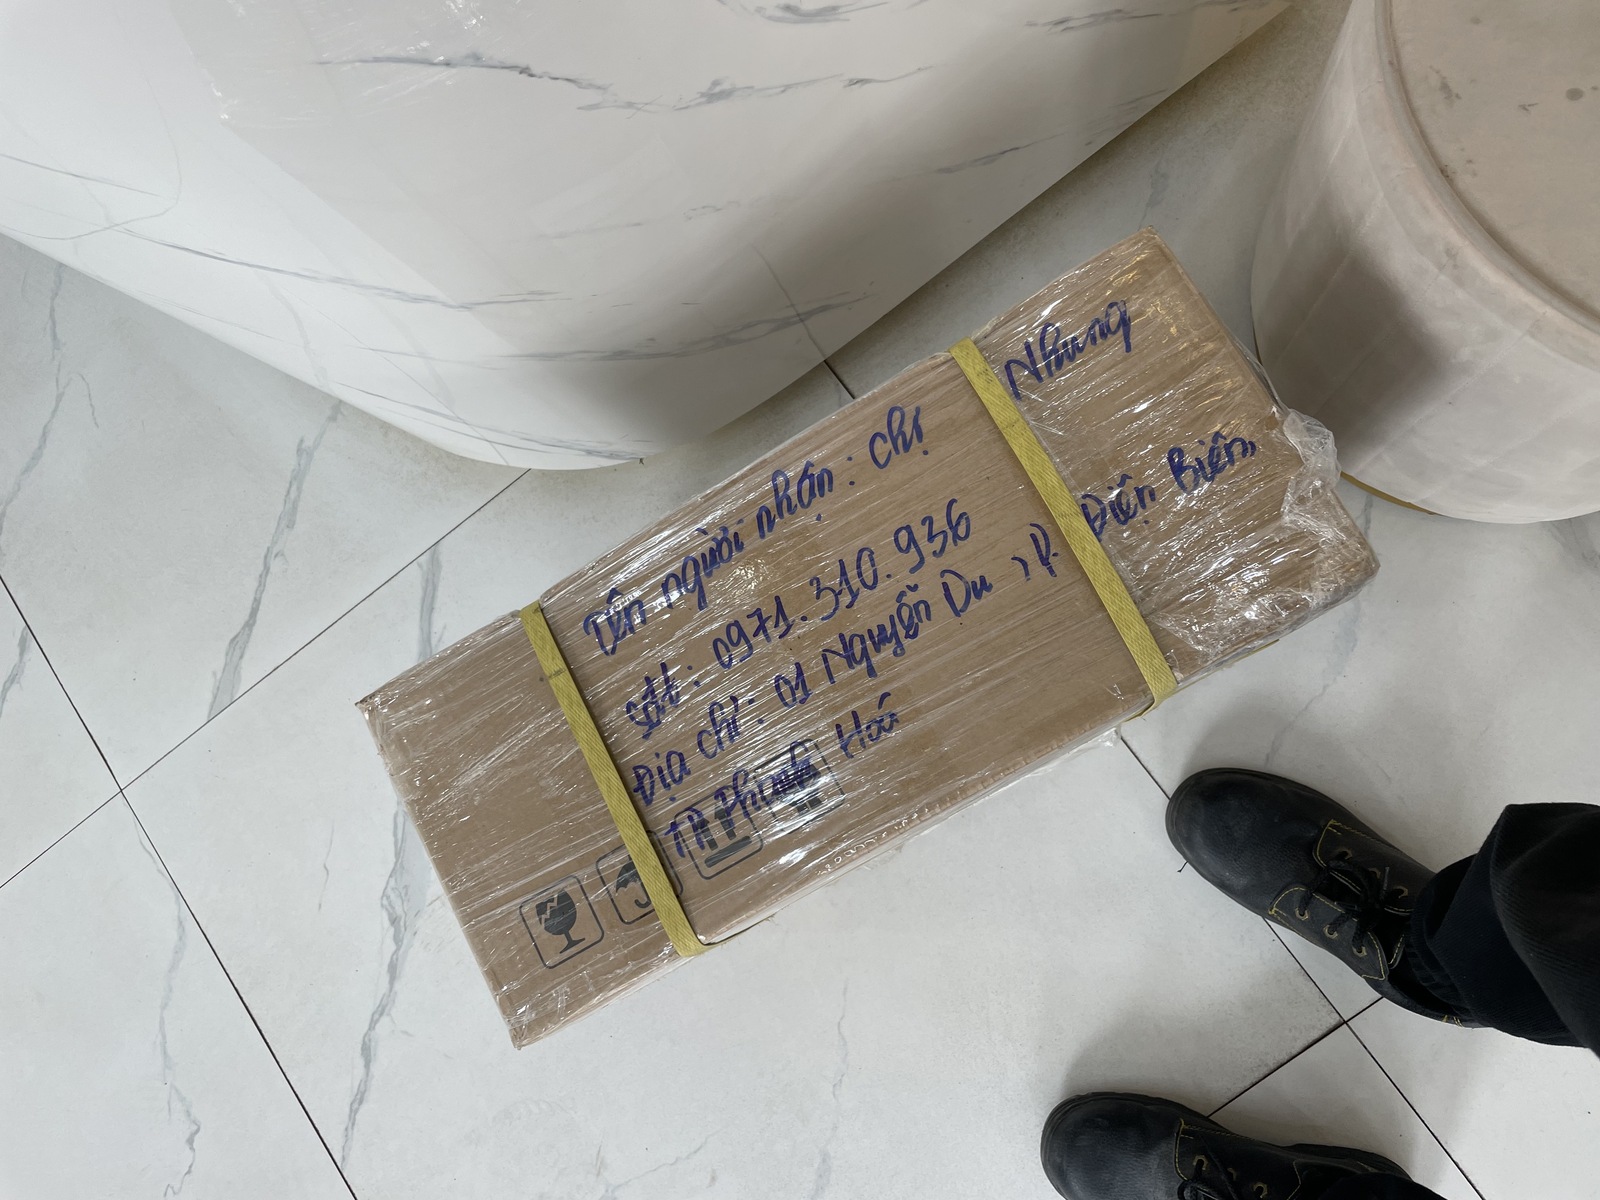 Tên người nhận: Chị Nhung
Sđt: 0971.310.936
Địa chỉ: 01 Nguyễn Du, P. Điện Biên,
TP Thanh Hoá